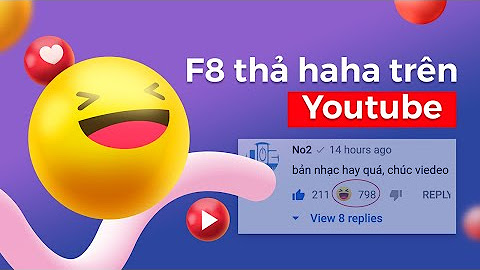 F8 thả haha trên
Youtube
No2 14 hours ago
bản nhạc hay quá, chúc viedeo
211 798 REPLY
View 8 replies